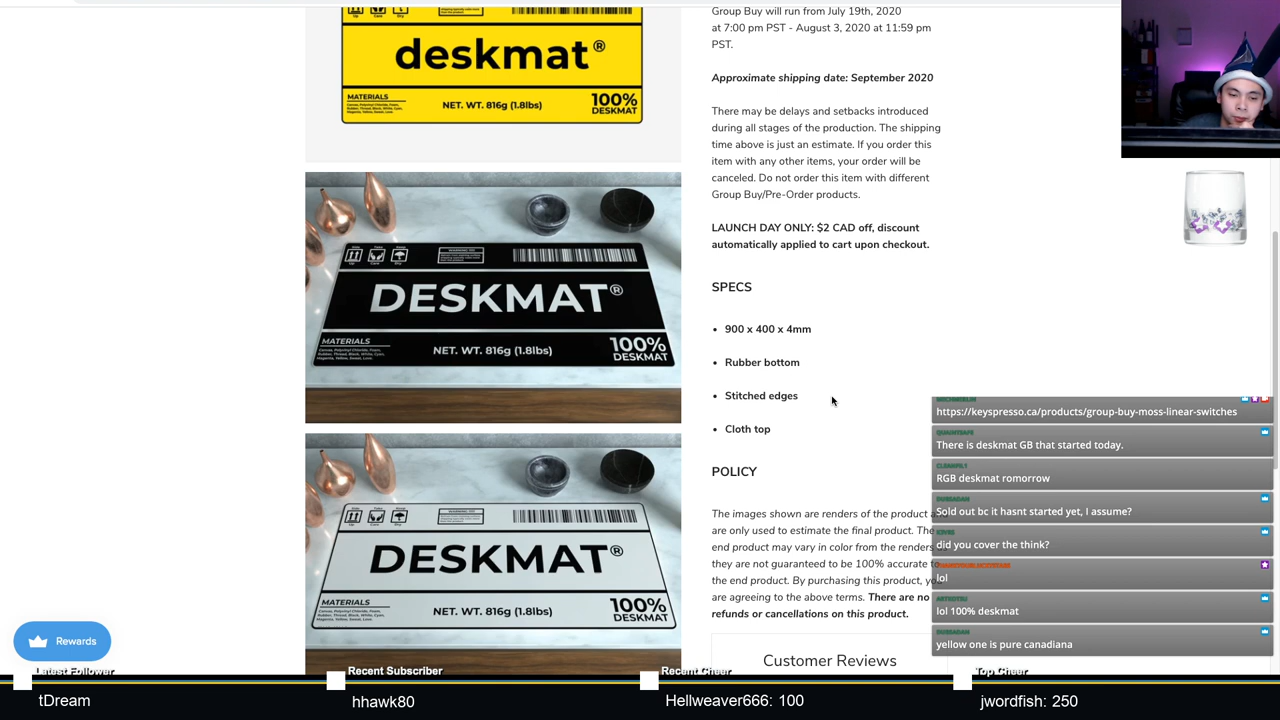 deskmat®
MATERIALS
NET. WT. 816g (1.8lbs)
100%
DESKMAT
Up Care Dry
DESKMAT®
MATERIALS
NET. WT. 816g (1.8lbs)
100%
DESKMAT
Up Care Dry
DESKMAT®
MATERIALS
NET. WT. 816g (1.8lbs)
100%
DESKMAT
Group Buy will run from July 19th, 2020
at 7:00 pm PST - August 3, 2020 at 11:59 pm
PST.
Approximate shipping date: September 2020
There may be delays and setbacks introduced
during all stages of the production. The shipping
time above is just an estimate. If you order this
item with any other items, your order will be
canceled. Do not order this item with different
Group Buy/Pre-Order products.
LAUNCH DAY ONLY: $2 CAD off, discount
automatically applied to cart upon checkout.
SPECS
• 900 x 400 x 4mm
• Rubber bottom
• Stitched edges
• Cloth top
POLICY
The images shown are renders of the product
are only used to estimate the final product. The
end product may vary in color from the renders
they are not guaranteed to be 100% accurate to
the end product. By purchasing this product, yo
are agreeing to the above terms. There are no
refunds or cancellations on this product.
Customer Reviews
https://keyspresso.ca/products/group-buy-moss-linear-switches
There is deskmat GB that started today.
RGB deskmat romorrow
DUBEADAN
Sold out bc it hasnt started yet, I assume?
did you cover the think?
lol
lol 100% deskmat
DUBEADAN
yellow one is pure canadiana
Rewards
Latest Follower
tDream
Recent Subscriber
hhawk80
Recent Cheer
Hellweaver666: 100
Top Cheer
jwordfish: 250